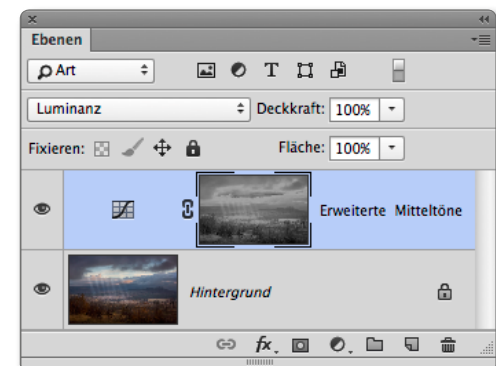 Ebenen
Art
Luminanz Deckkraft: 100%
Fixieren: Fläche: 100%
Erweiterte Mitteltöne
Hintergrund
fx